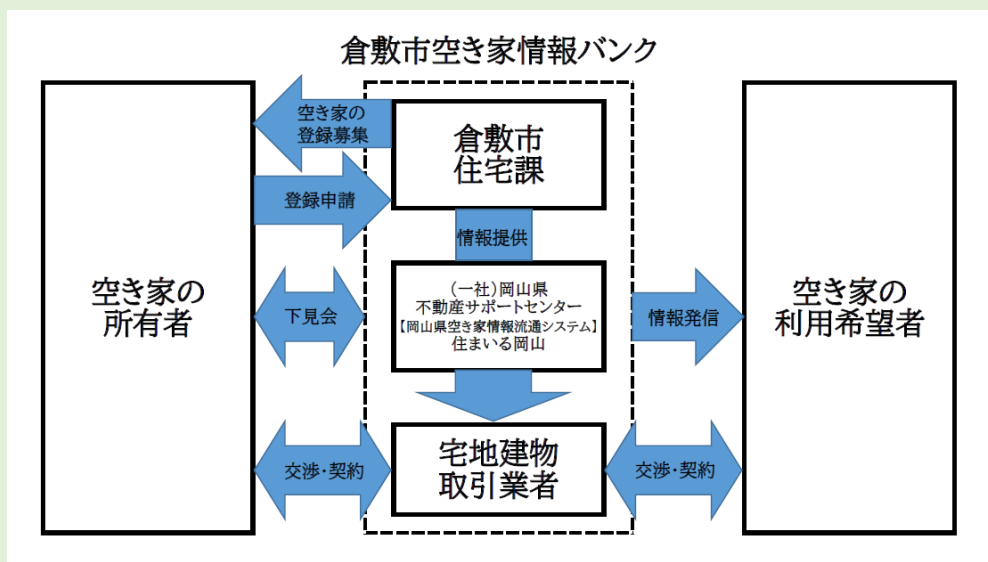 倉敷市空き家情報バンク
空き家の
登録募集
倉敷市
住宅課
登録申請
情報提供
空き家の
所有者
下見会
(一社)岡山県
不動産サポートセンター
【岡山県空き家情報流通システム】
住まいる岡山
情報発信
空き家の
利用希望者
交渉・契約
宅地建物
取引業者
交渉・契約